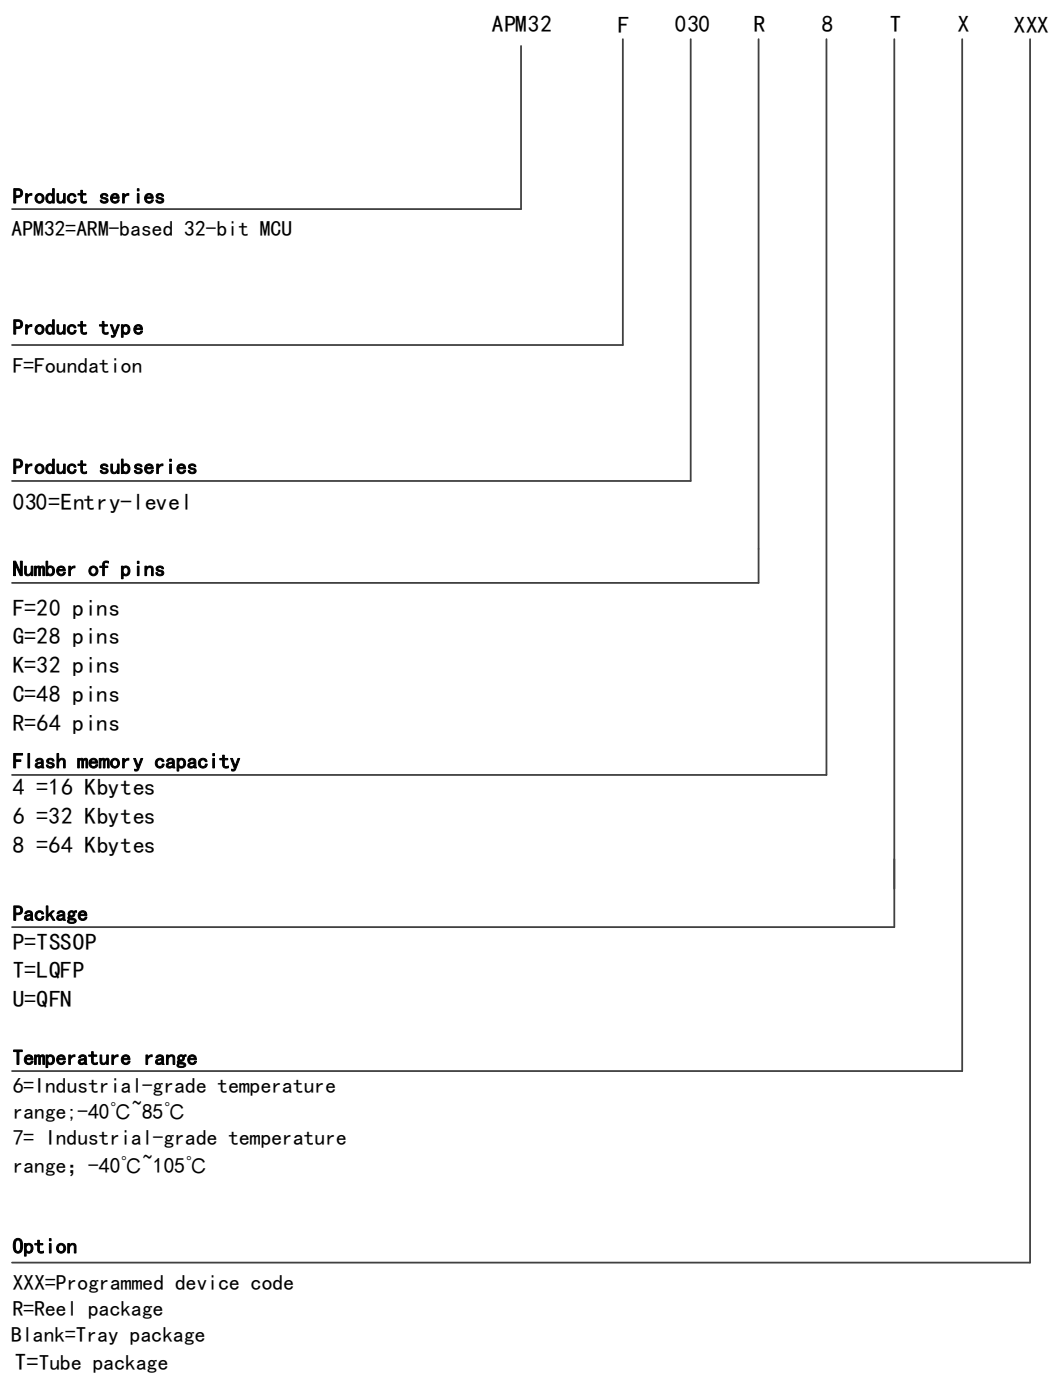 APM32 F 030 R 8 T X XXX
Product series
APM32=ARM-based 32-bit MCU
Product type
F=Foundation
Product subseries
030=Entry-level
Number of pins
F=20 pins
G=28 pins
K=32 pins
C=48 pins
R=64 pins
Flash memory capacity
4 =16 Kbytes
6 =32 Kbytes
8 =64 Kbytes
Package
P=TSSOP
T=LQFP
U=QFN
Temperature range
6=Industrial-grade temperature
range;-40℃~85℃
7= Industrial-grade temperature
range；-40℃~105℃
Option
XXX=Programmed device code
R=Reel package
Blank=Tray package
T=Tube package